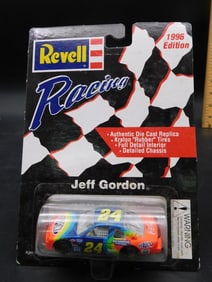 Revell
1996
Edition
Racing
• Authentic Die Cast Replica
• Kraton "Rubber" Tires
• Full Detail Interior
• Detailed Chassis
Jeff Gordon
24
24
WARNING